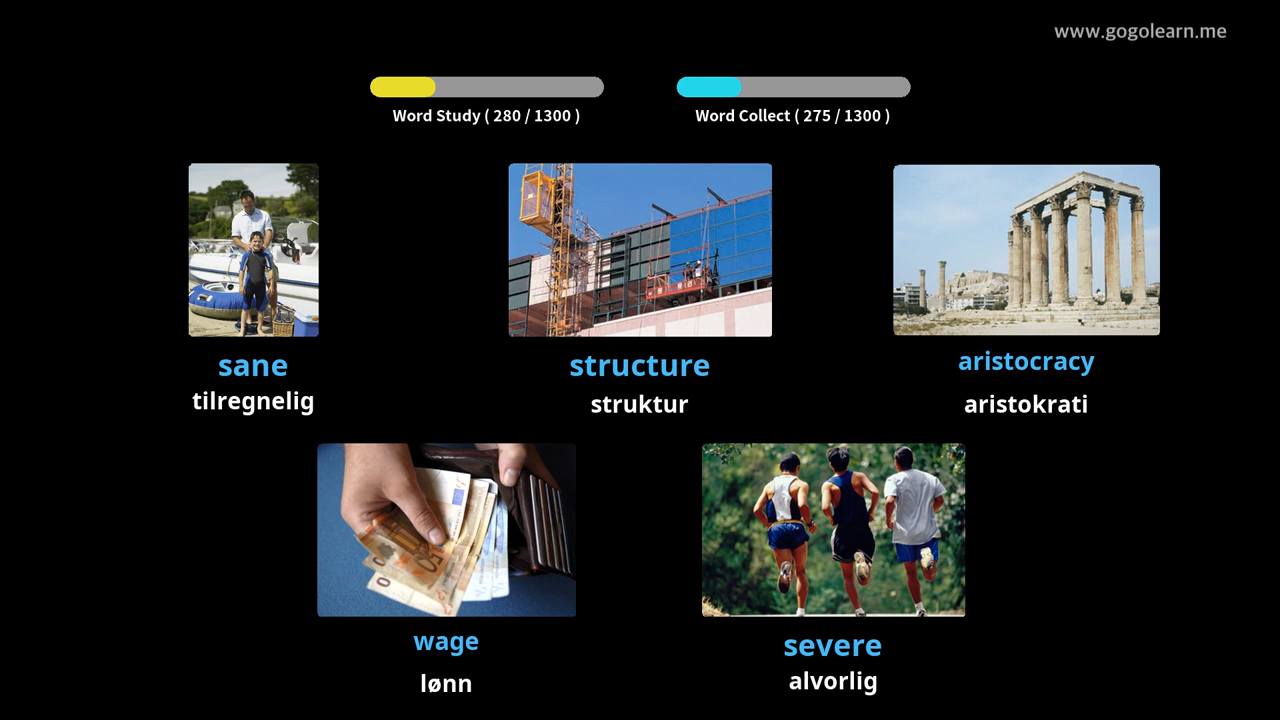 www.gogolearn.me
Word Study ( 280 / 1300 )
Word Collect ( 275 / 1300 )
sane
tilregnelig
structure
struktur
aristocracy
aristokrati
50
wage
lønn
severe
alvorlig